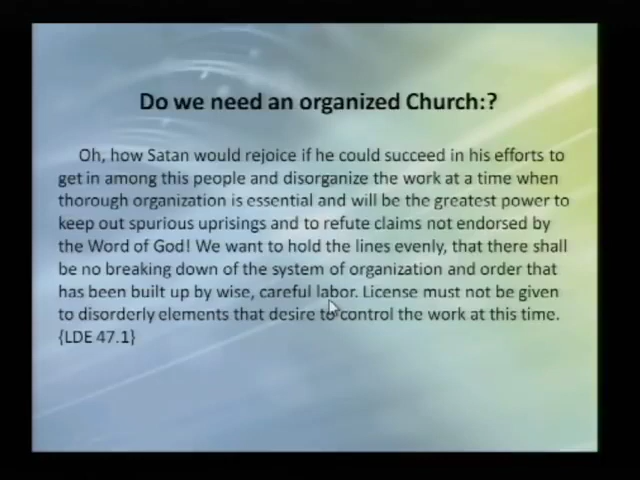 Do we need an organized Church:?
Oh, how Satan would rejoice if he could succeed in his efforts to
get in among this people and disorganize the work at a time when
thorough organization is essential and will be the greatest power to
keep out spurious uprisings and to refute claims not endorsed by
the Word of God! We want to hold the lines evenly, that there shall
be no breaking down of the system of organization and order that
has been built up by wise, careful labor. License must not be given
to disorderly elements that desire to control the work at this time.
{LDE 47.1}